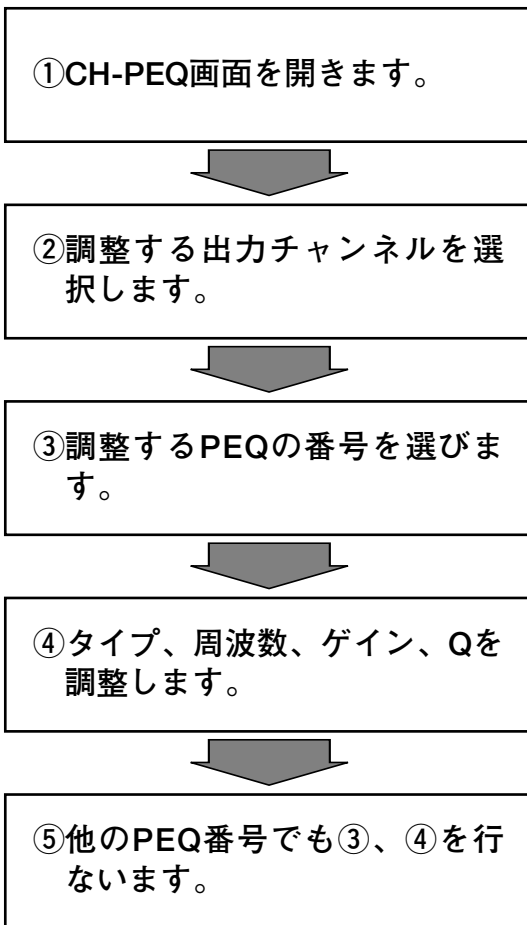 ①CH-PEQ画面を開きます。
②調整する出力チャンネルを選
択します。
③調整するPEQの番号を選びま
す。
④タイプ、周波数、ゲイン、Qを
調整します。
⑤他のPEQ番号でも③、④を行
ないます。